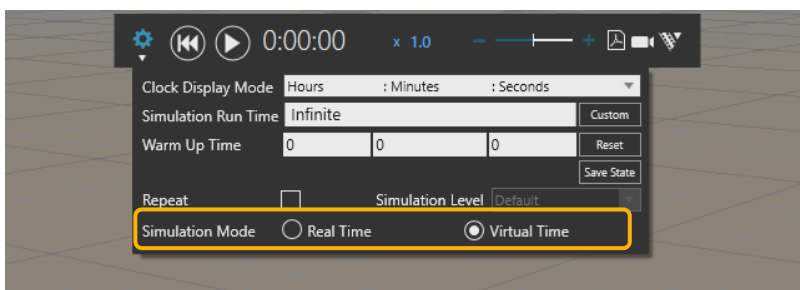 0:00:00 x 1.0
Clock Display Mode Hours : Minutes : Seconds
Simulation Run Time Infinite Custom
Warm Up Time 0 0 0 Reset
Save State
Repeat Simulation Level Default
Simulation Mode Real Time Virtual Time